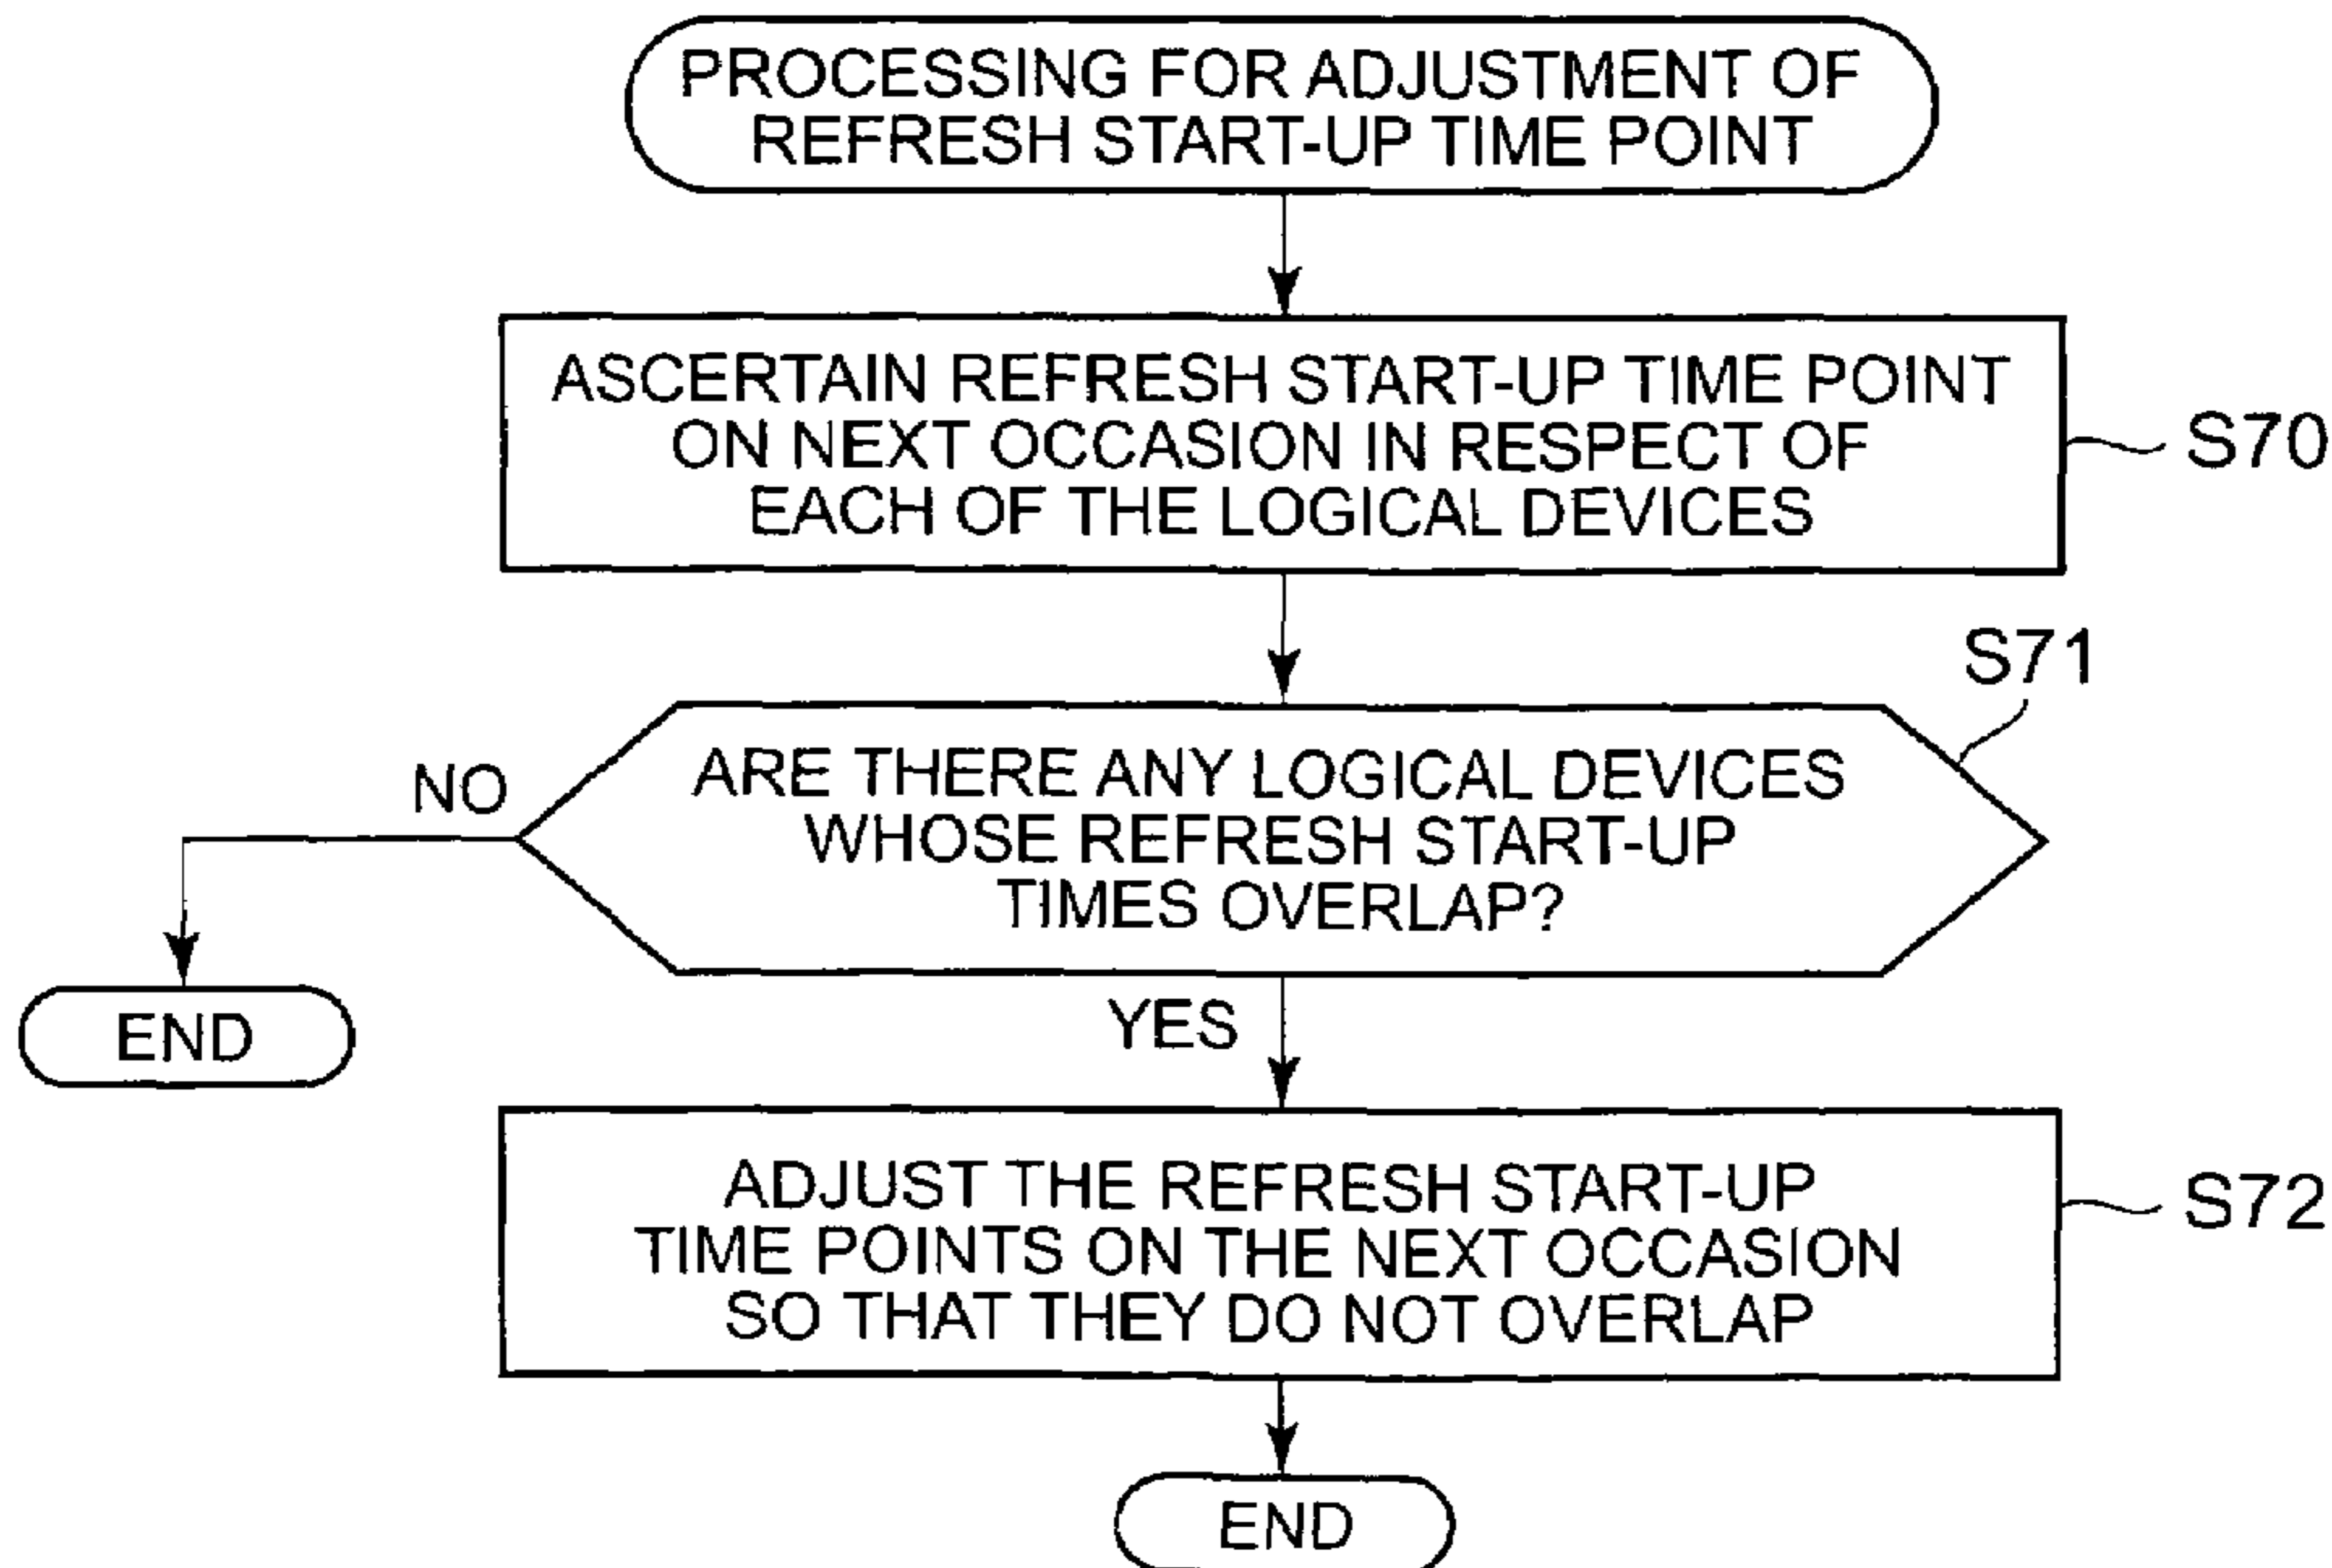 PROCESSING FOR ADJUSTMENT OF
REFRESH START-UP TIME POINT
ASCERTAIN REFRESH START-UP TIME POINT
ON NEXT OCCASION IN RESPECT OF
EACH OF THE LOGICAL DEVICES
S70
S71
ARE THERE ANY LOGICAL DEVICES
WHOSE REFRESH START-UP
TIMES OVERLAP?
NO
END
YES
ADJUST THE REFRESH START-UP
TIME POINTS ON THE NEXT OCCASION
SO THAT THEY DO NOT OVERLAP
S72
END